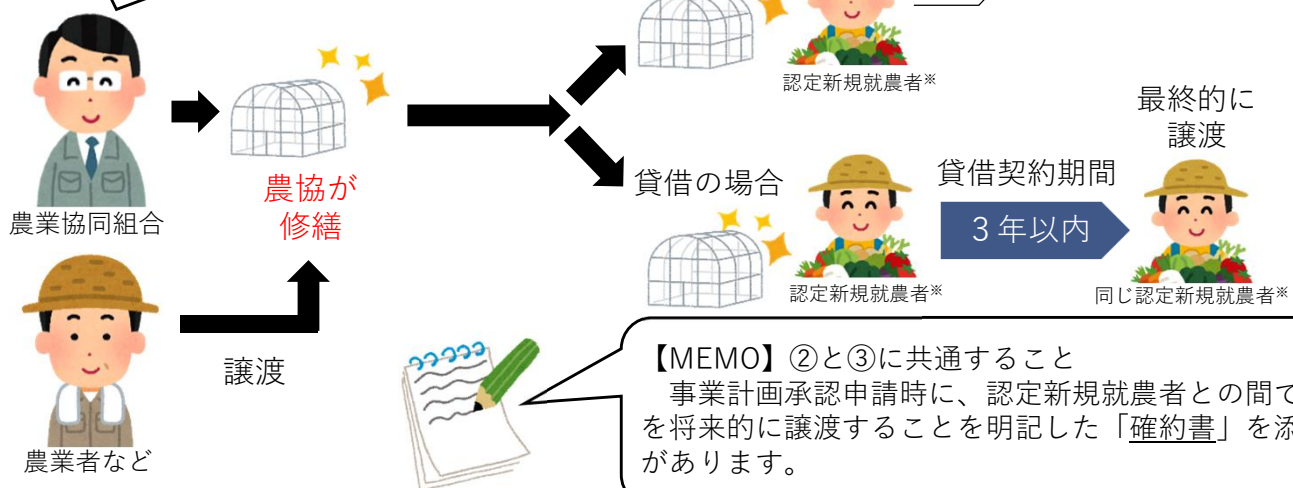 認定新規就農者※
最終的に
譲渡
農業協同組合
農協が
修繕
貸借の場合
貸借契約期間
3年以内
認定新規就農者※
同じ認定新規就農者※
譲渡
農業者など
【MEMO】②と③に共通すること
　事業計画承認申請時に、認定新規就農者との間で
を将来的に譲渡することを明記した「確約書」を添
があります。